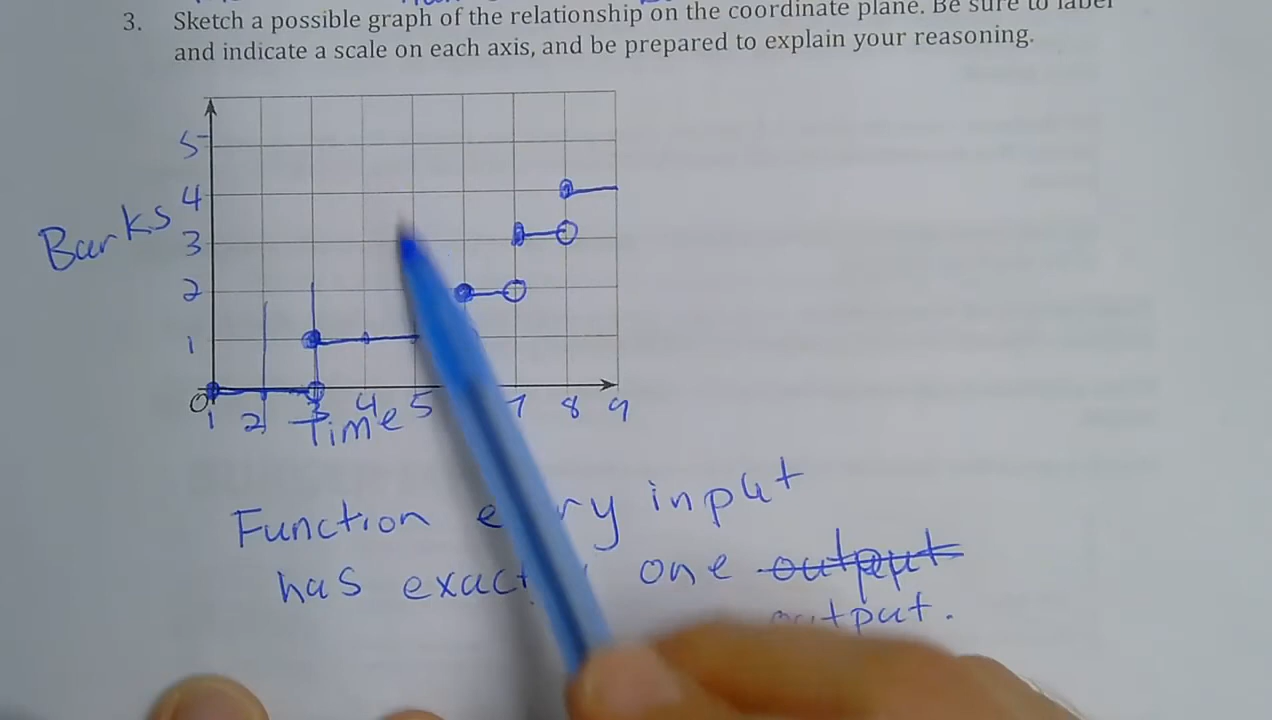 3. Sketch a possible graph of the relationship on the coordinate plane. Be sure to label
and indicate a scale on each axis, and be prepared to explain your reasoning.
5
4
Barks
3
2
1
0
1 2 3 4 5 7 8 9
Time
Function input
has one output
output.